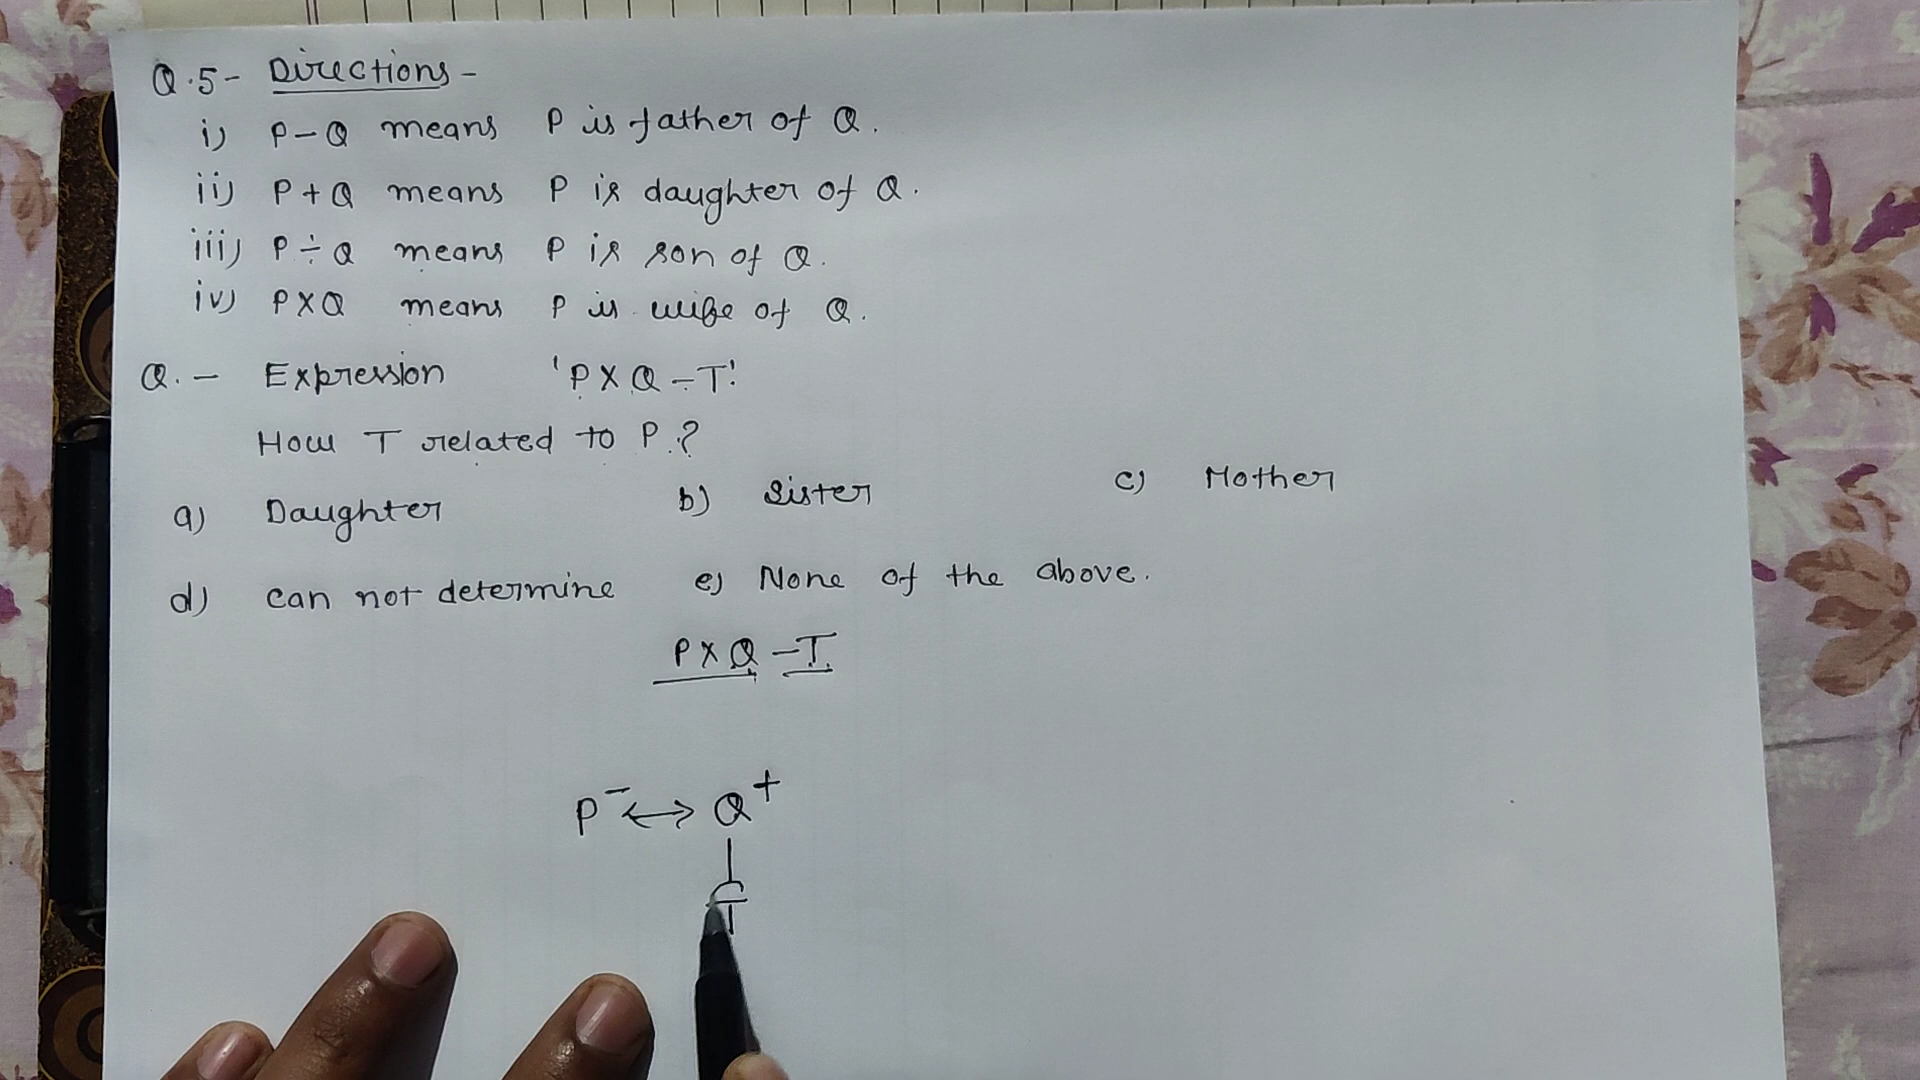 Q.5- Directions-
i) P-Q means P is father of Q.
ii) P+Q means P is daughter of Q.
iii) P÷Q means P is son of Q.
iv) P×Q means P is wife of Q.
Q.- Expression 'P×Q-T'.
How T related to P.?
a) Daughter b) Sister c) Mother
d) can not determine e) None of the above.
P×Q-T.
P⁻↔Q⁺
T